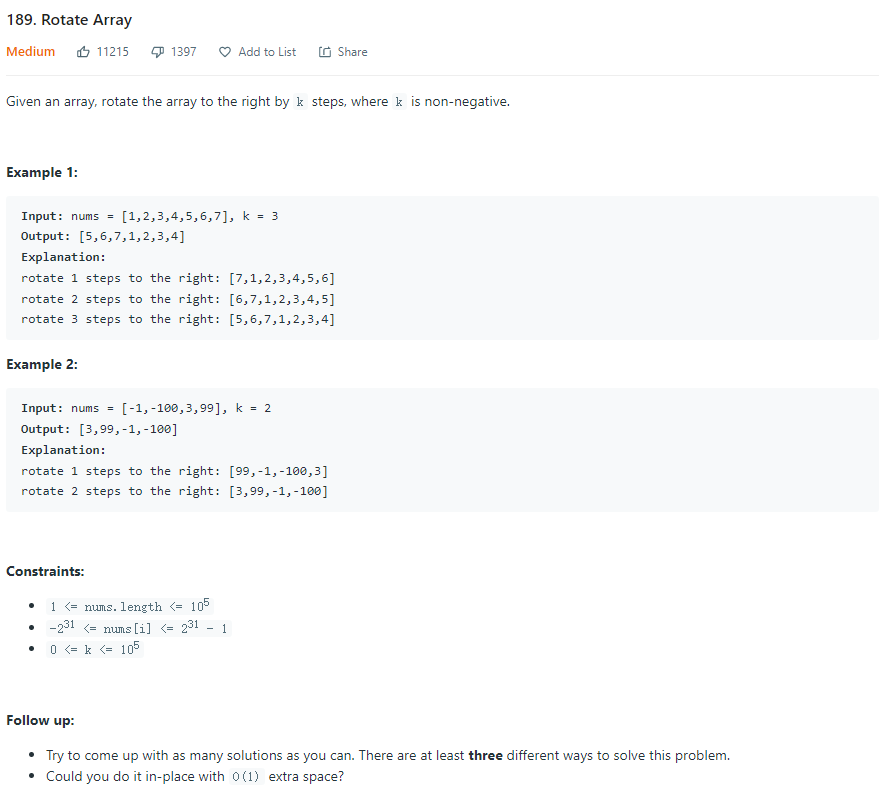 189. Rotate Array
Medium 11215 1397 Add to List Share
Given an array, rotate the array to the right by k steps, where k is non-negative.
Example 1:
Input: nums = [1,2,3,4,5,6,7], k = 3
Output: [5,6,7,1,2,3,4]
Explanation:
rotate 1 steps to the right: [7,1,2,3,4,5,6]
rotate 2 steps to the right: [6,7,1,2,3,4,5]
rotate 3 steps to the right: [5,6,7,1,2,3,4]
Example 2:
Input: nums = [-1,-100,3,99], k = 2
Output: [3,99,-1,-100]
Explanation:
rotate 1 steps to the right: [99,-1,-100,3]
rotate 2 steps to the right: [3,99,-1,-100]
Constraints:
• 1 <= nums.length <= 10⁵
• -2³¹ <= nums[i] <= 2³¹ - 1
• 0 <= k <= 10⁵
Follow up:
• Try to come up with as many solutions as you can. There are at least three different ways to solve this problem.
• Could you do it in-place with O(1) extra space?